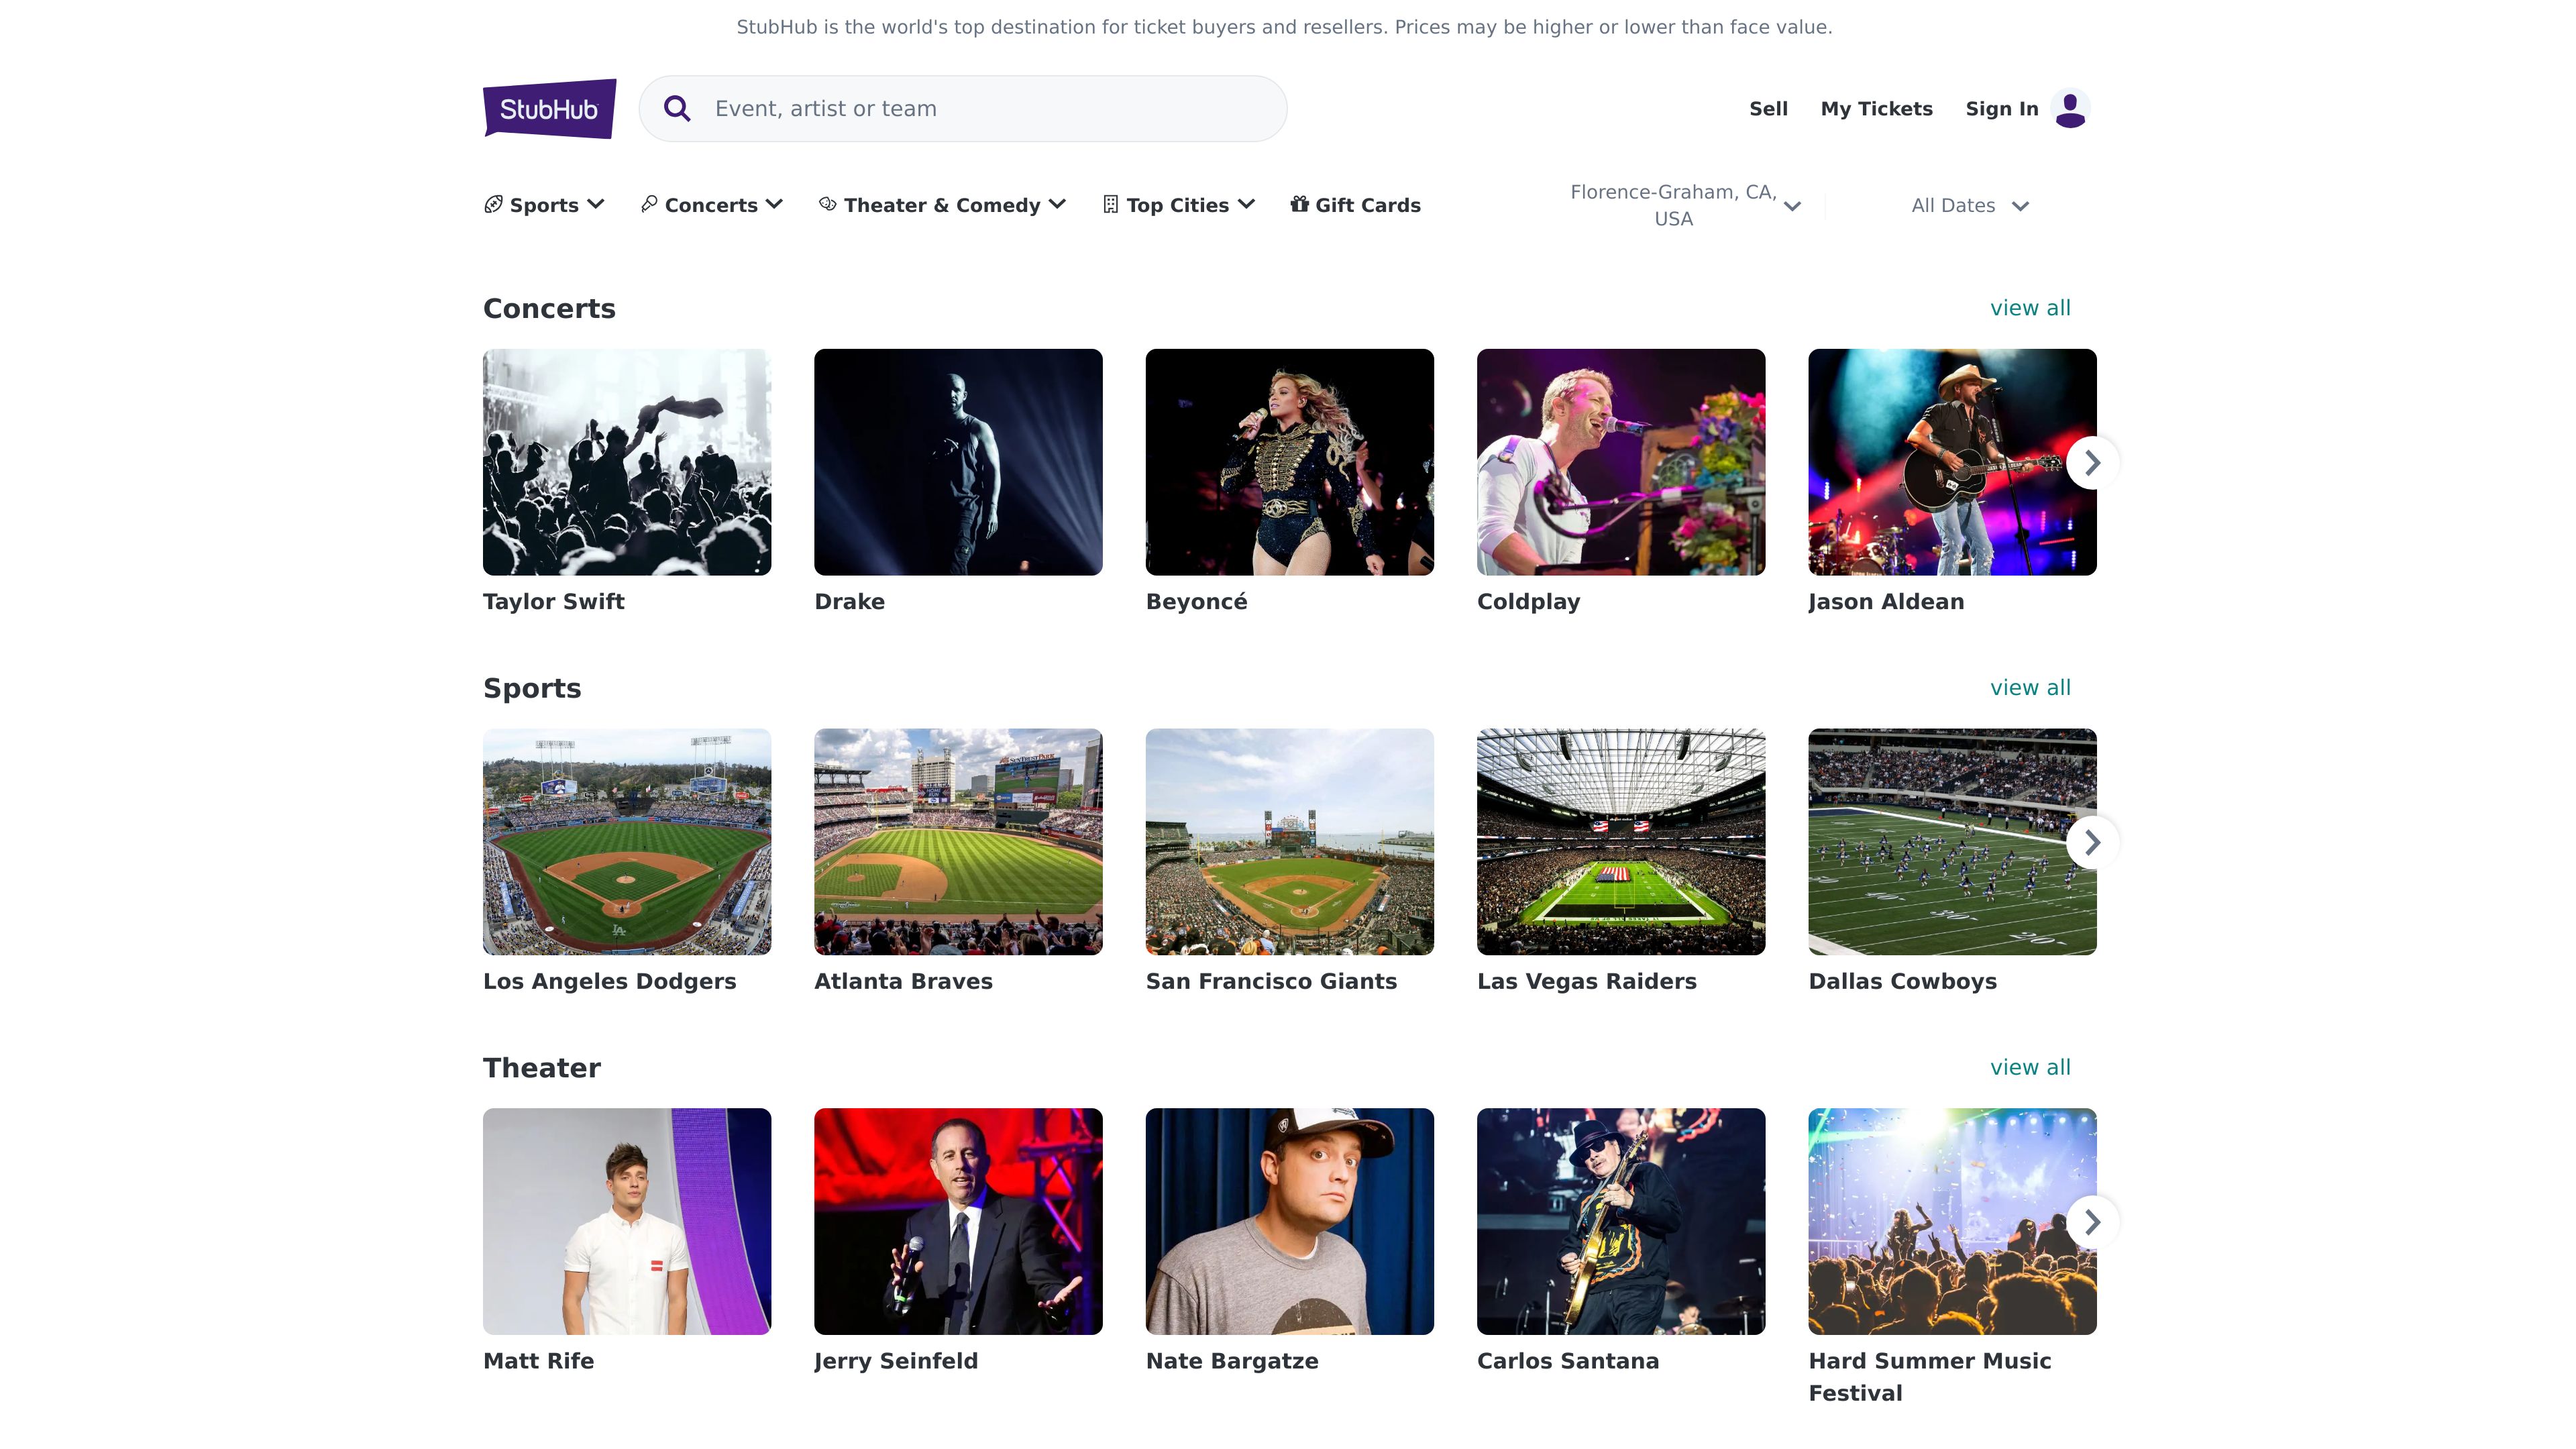 StubHub is the world's top destination for ticket buyers and resellers. Prices may be higher or lower than face value.
StubHub
Event, artist or team
Sell
My Tickets
Sign In
Sports
Concerts
Theater & Comedy
Top Cities
Gift Cards
Florence-Graham, CA,
USA
All Dates
Concerts
view all
Taylor Swift
Drake
Beyoncé
Coldplay
Jason Aldean
Sports
view all
Los Angeles Dodgers
Atlanta Braves
San Francisco Giants
Las Vegas Raiders
Dallas Cowboys
Theater
view all
Matt Rife
Jerry Seinfeld
Nate Bargatze
Carlos Santana
Hard Summer Music
Festival